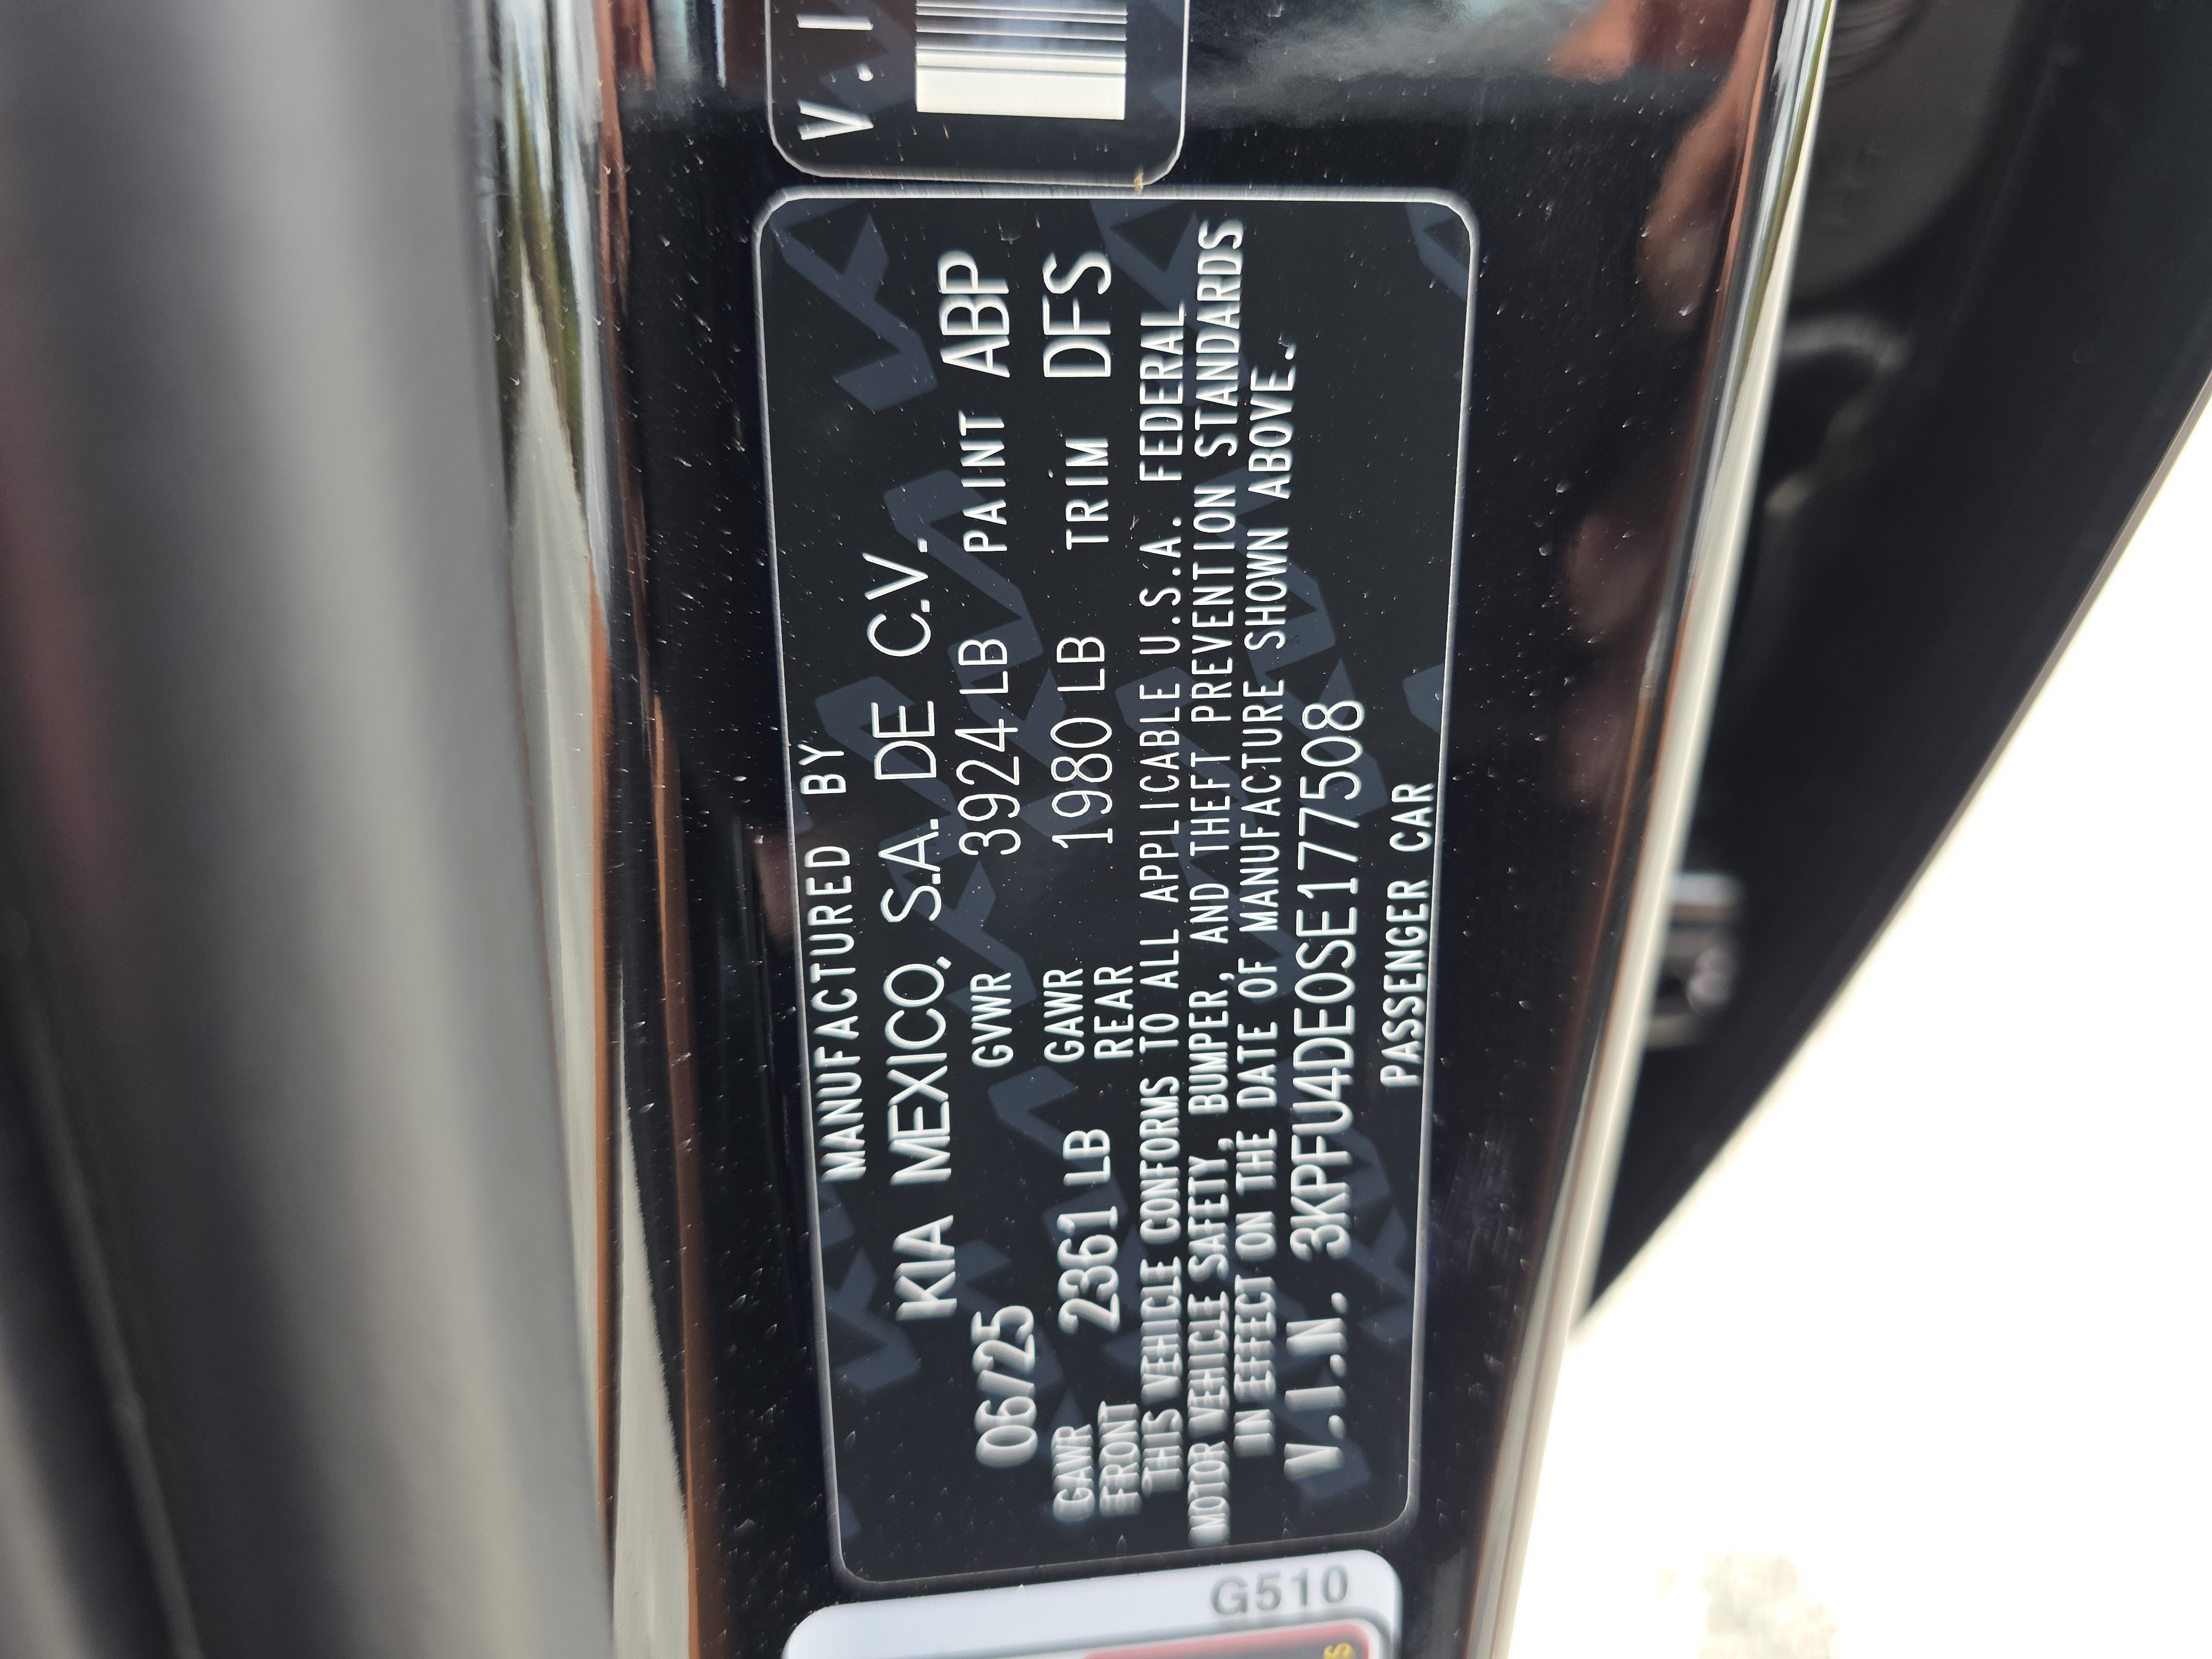 MANUFACTURED BY
KIA MEXICO, S.A. DE C.V.
06/25 GVWR 3924 LB PAINT ABP
GAWR FRONT 2361 LB GAWR REAR 1980 LB TRIM DFS
THIS VEHICLE CONFORMS TO ALL APPLICABLE U.S.A. FEDERAL
MOTOR VEHICLE SAFETY, BUMPER, AND THEFT PREVENTION STANDARDS
IN EFFECT ON THE DATE OF MANUFACTURE SHOWN ABOVE.
V.I.N. 3KPFU4DE0SE177508
PASSENGER CAR
V.I
G510